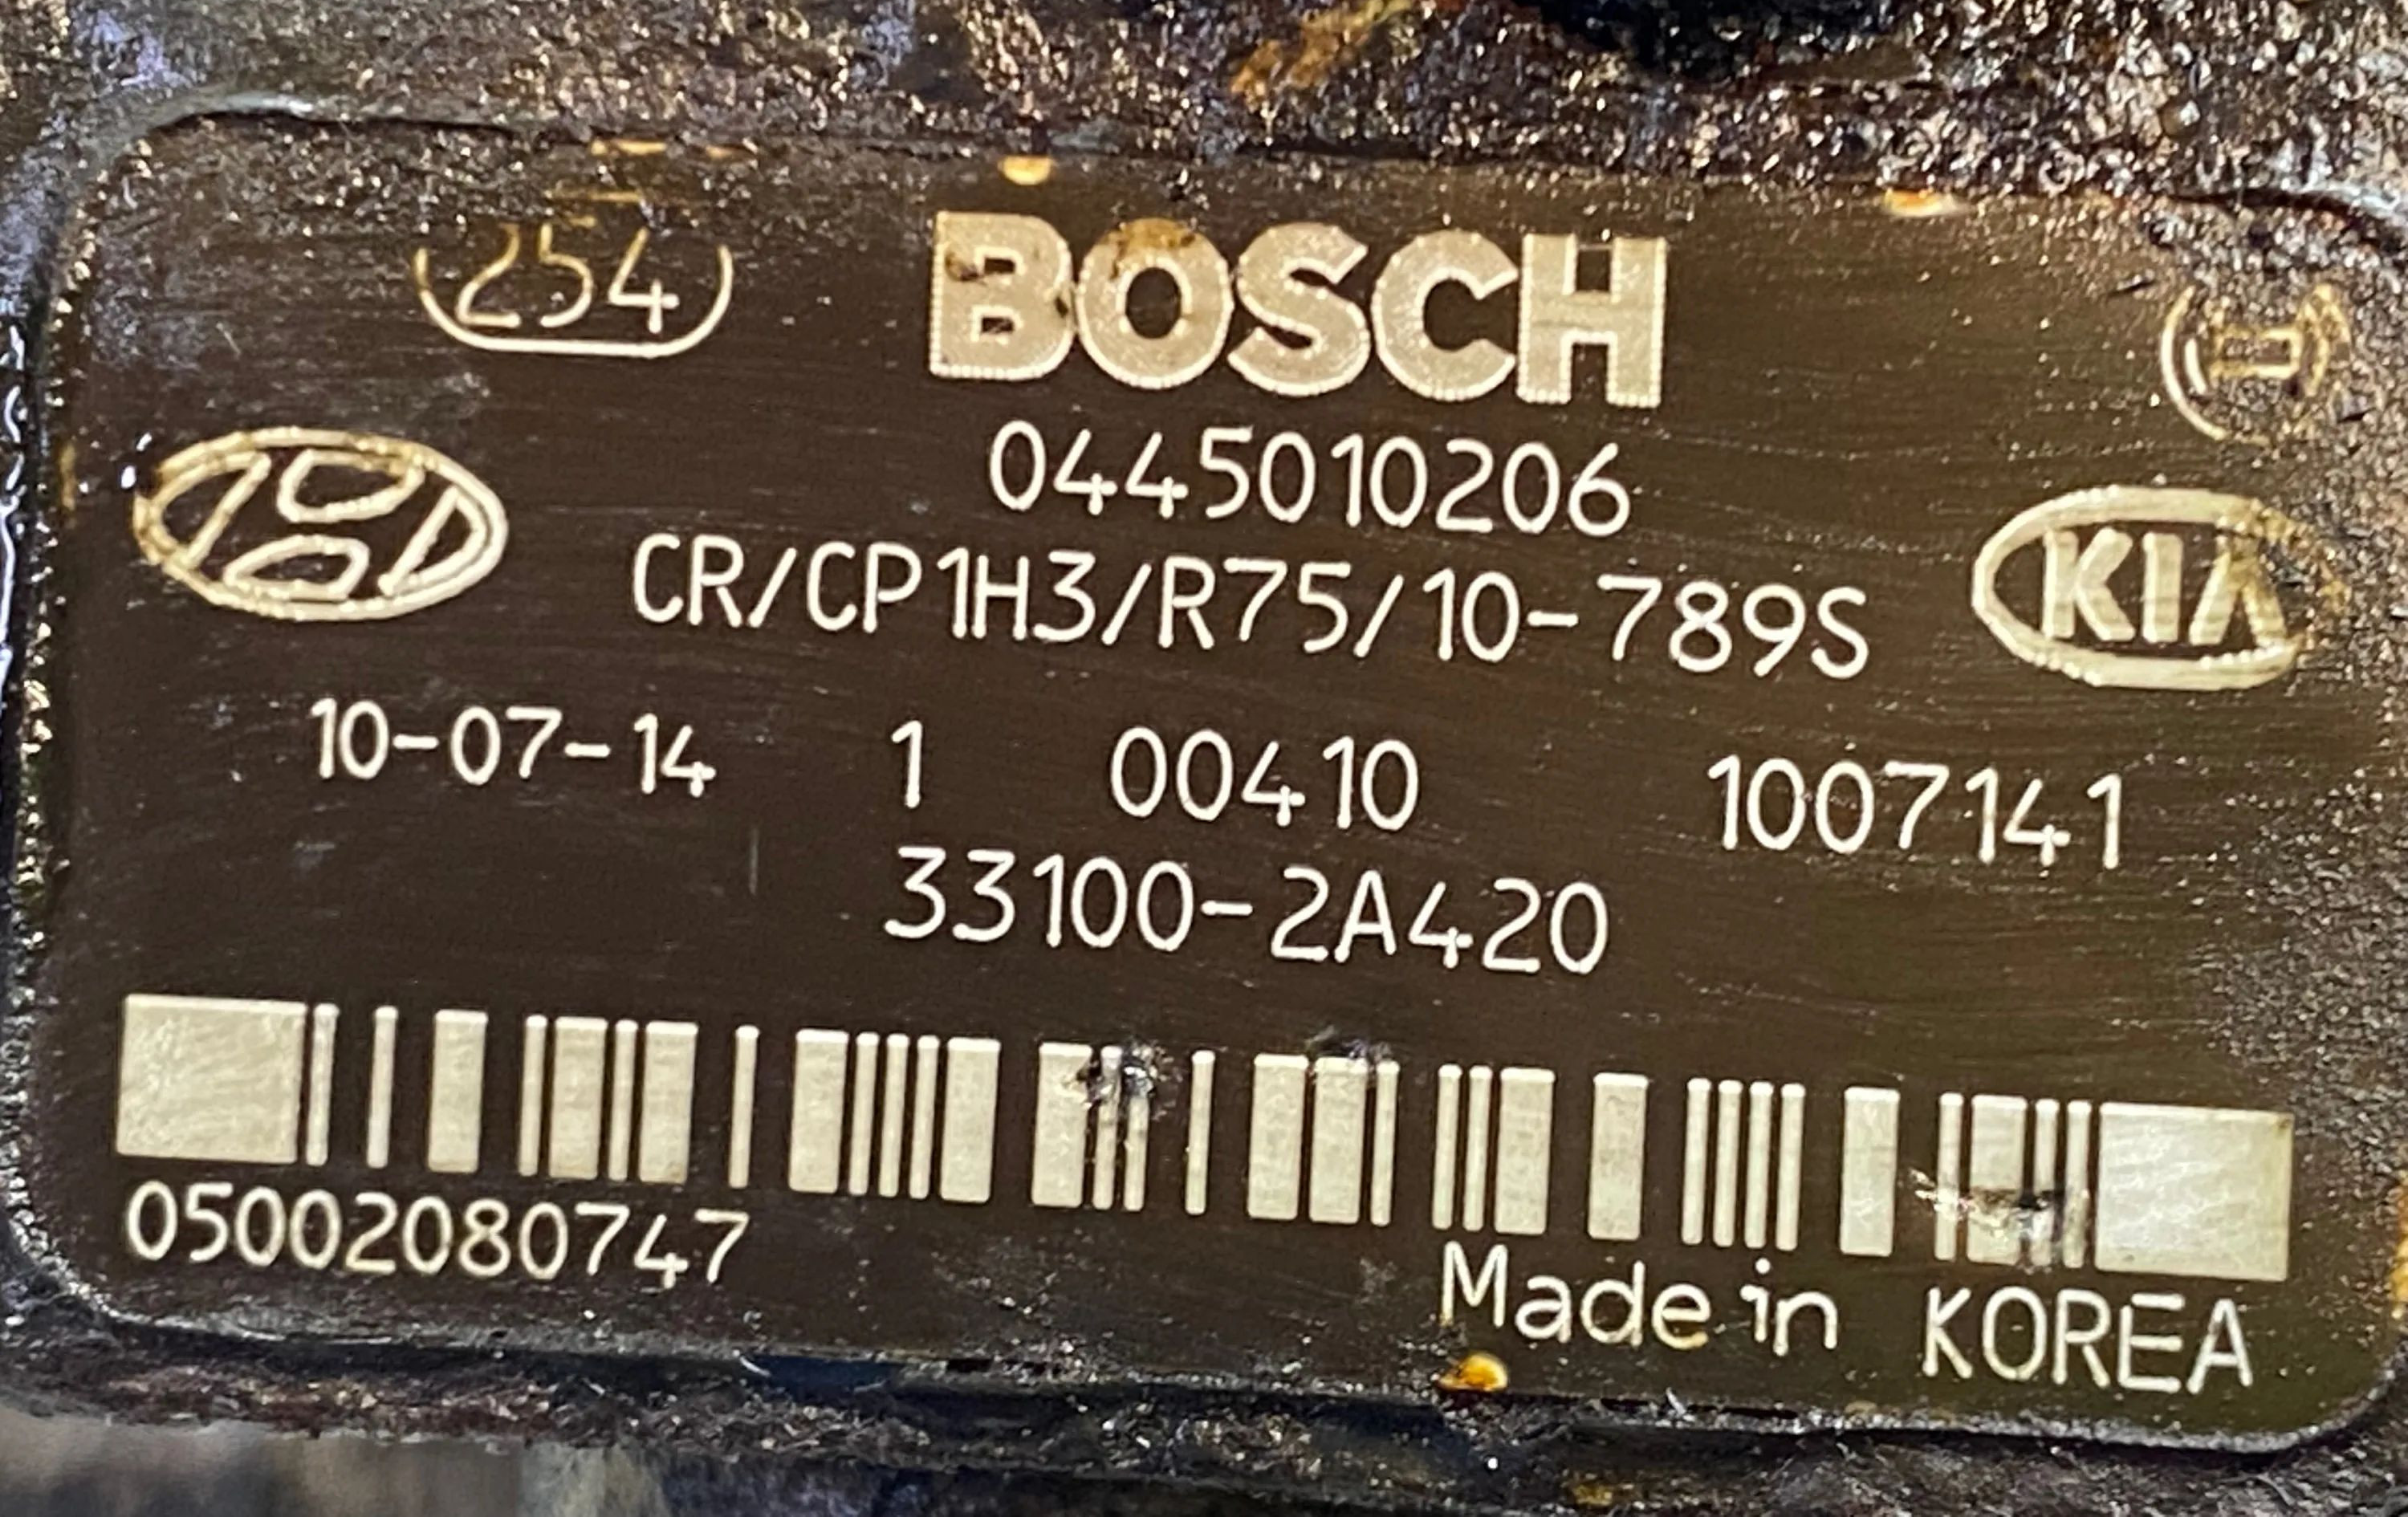 254
BOSCH
0445010206
CR/CP1H3/R75/10-789S
KIA
10-07-14 1 00410 1007141
33100-2A420
05002080747
Made in KOREA